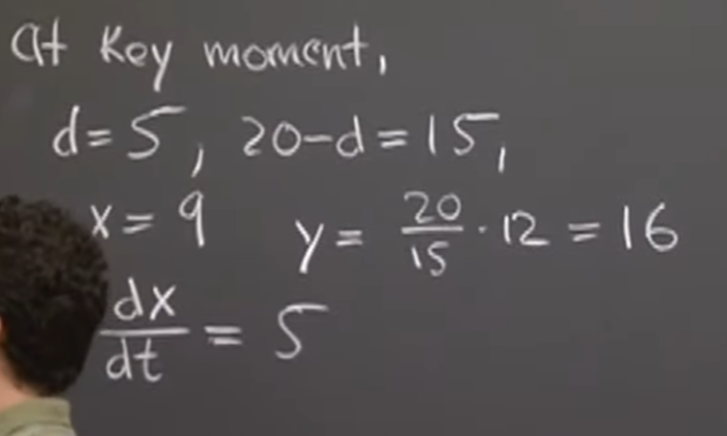 At key moment,
d=5, 20-d=15,
x=9 y= 20/15 · 12 = 16
dx/dt = 5